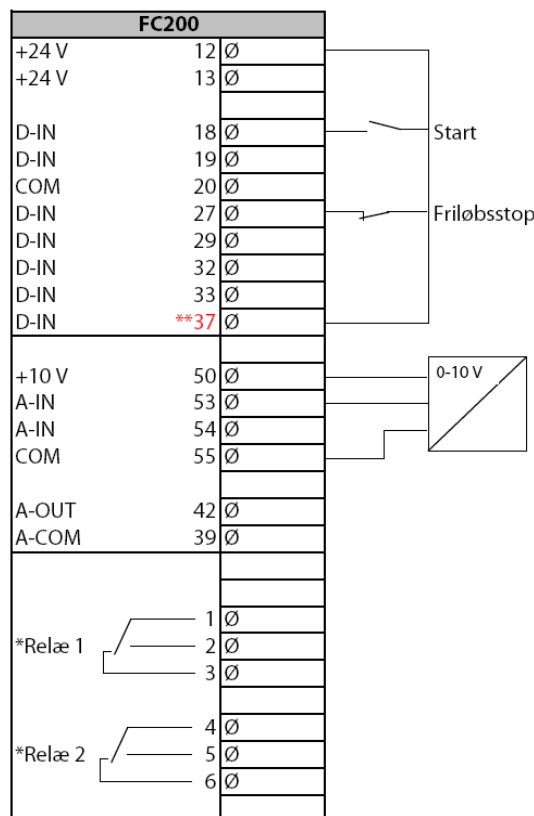 FC200
+24 V 12 Ø
+24 V 13 Ø
D-IN 18 Ø Start
D-IN 19 Ø
COM 20 Ø
D-IN 27 Ø Friløbsstop
D-IN 29 Ø
D-IN 32 Ø
D-IN 33 Ø
D-IN **37 Ø
+10 V 50 Ø 0-10 V
A-IN 53 Ø
A-IN 54 Ø
COM 55 Ø
A-OUT 42 Ø
A-COM 39 Ø
1 Ø
*Relæ 1 2 Ø
3 Ø
4 Ø
*Relæ 2 5 Ø
6 Ø